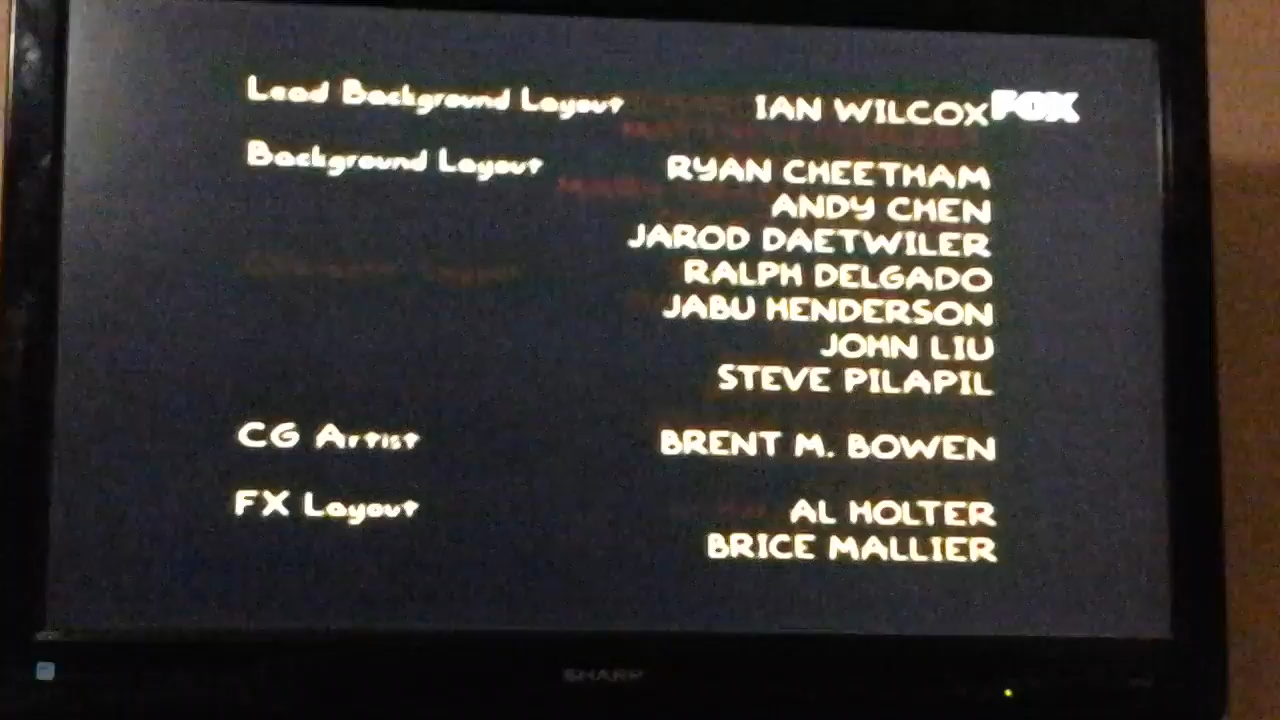 Lead Background Layout IAN WILCOX FOX
Background Layout RYAN CHEETHAM
ANDY CHEN
JAROD DAETWILER
RALPH DELGADO
JABU HENDERSON
JOHN LIU
STEVE PILAPIL
CG Artist BRENT M. BOWEN
FX Layout AL HOLTER
BRICE MALLIER
SHARP